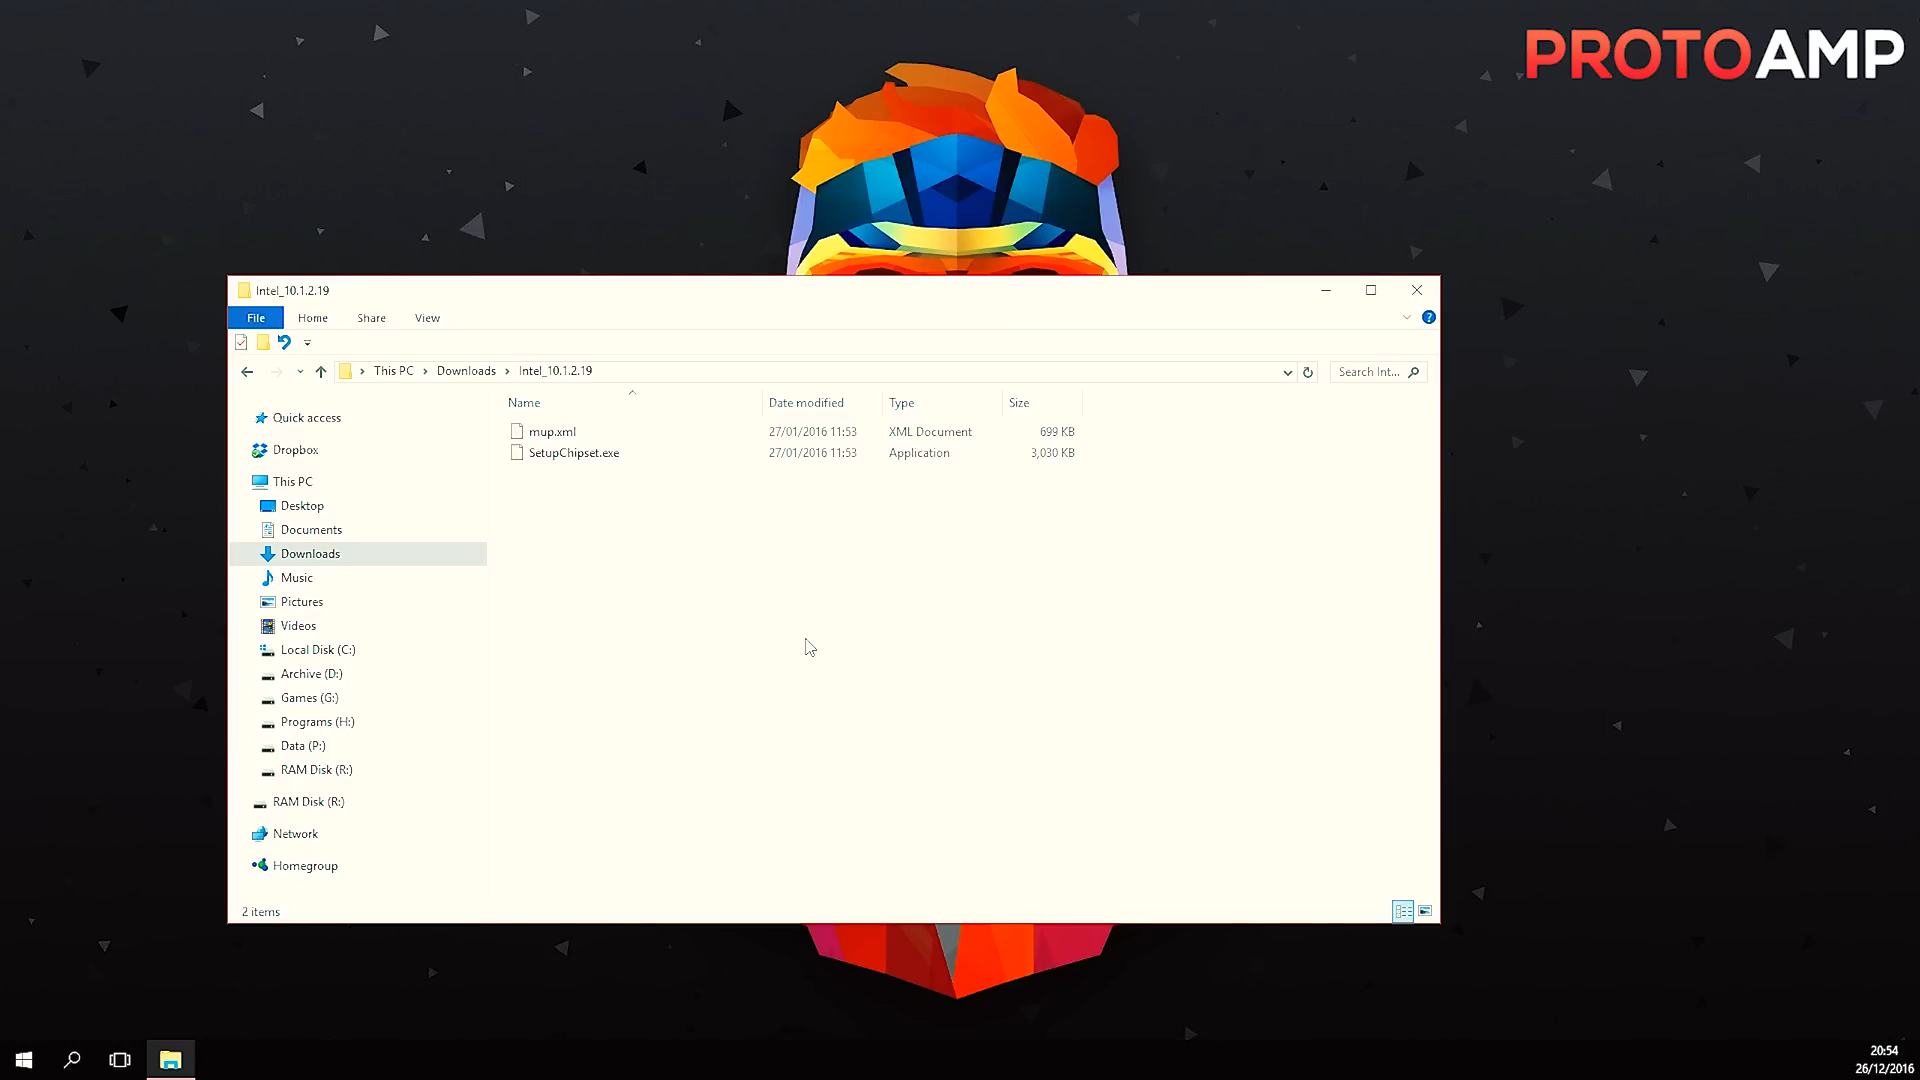 PROTOAMP
Intel_10.1.2.19
File Home Share View
This PC Downloads Intel_10.1.2.19
Search Int...
Name Date modified Type Size
mup.xml 27/01/2016 11:53 XML Document 699 KB
SetupChipset.exe 27/01/2016 11:53 Application 3,030 KB
Quick access
Dropbox
This PC
Desktop
Documents
Downloads
Music
Pictures
Videos
Local Disk (C:)
Archive (D:)
Games (G:)
Programs (H:)
Data (P:)
RAM Disk (R:)
RAM Disk (R:)
Network
Homegroup
2 items
20:54
26/12/2016